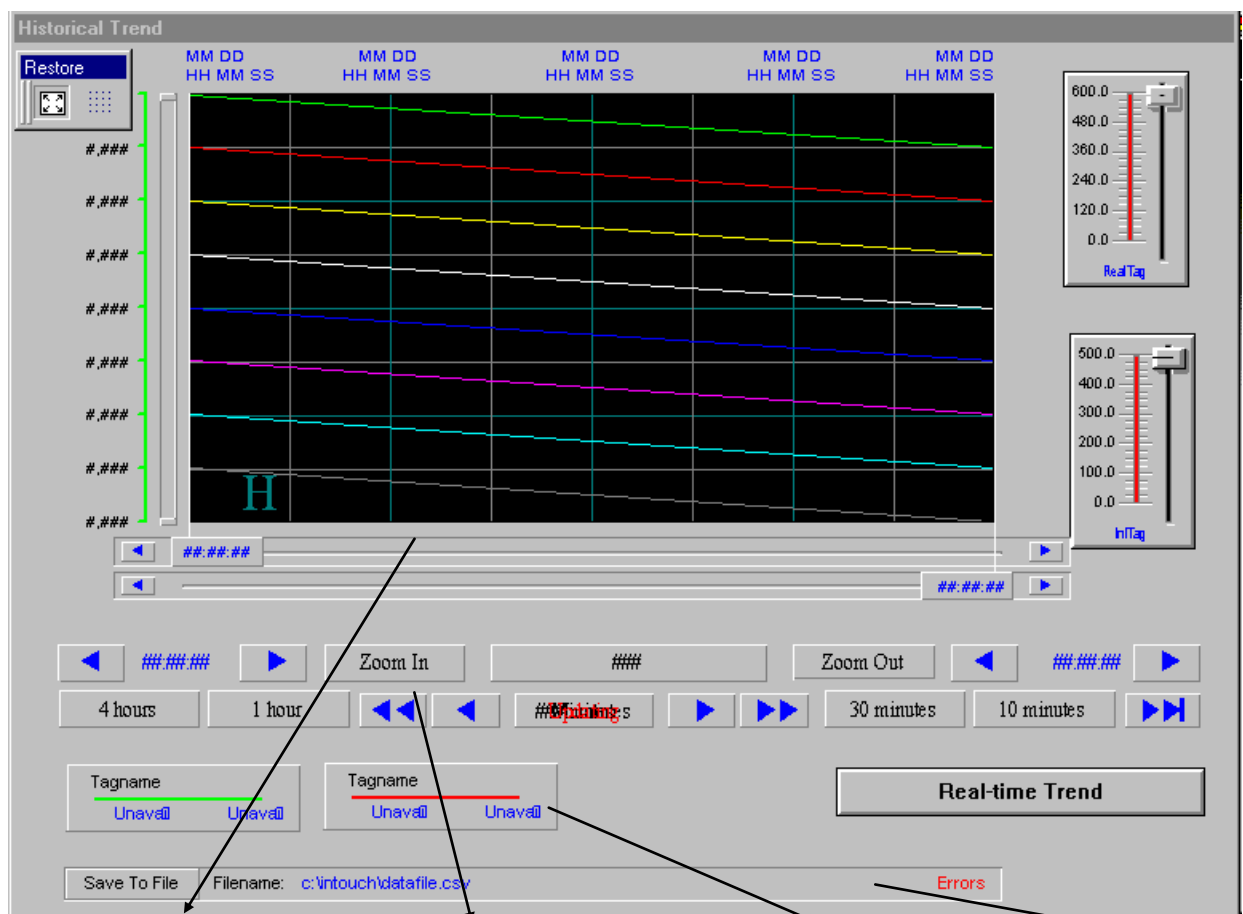 Historical Trend
Restore
MM DD MM DD MM DD MM DD MM DD
HH MM SS HH MM SS HH MM SS HH MM SS HH MM SS
#,###
#,###
#,###
#,###
#,###
#,###
#,###
#,###
H
600.0
480.0
360.0
240.0
120.0
0.0
RealTag
500.0
400.0
300.0
200.0
100.0
0.0
##:##:##
##:##:##
##:##:## Zoom In ### Zoom Out ##:##:##
4 hours 1 hour 30 minutes 10 minutes
Tagname
Unavail Unavail
Tagname
Unavail Unavail
Real-time Trend
Save To File Filename: c:\intouch\datafile.csv Errors